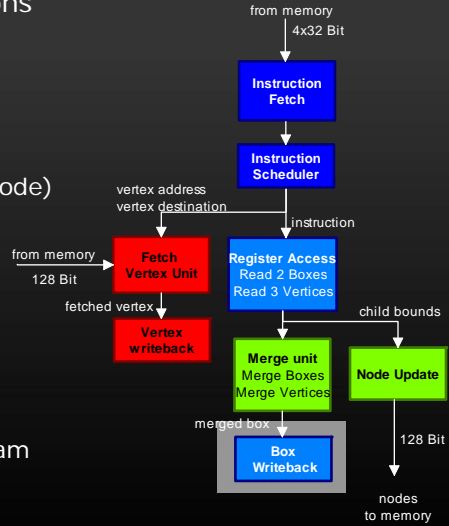 ons
from memory
4x32 Bit
Instruction
Fetch
Instruction
Scheduler
ode)
vertex address
vertex destination
instruction
from memory
128 Bit
Fetch
Vertex Unit
Register Access
Read 2 Boxes
Read 3 Vertices
fetched vertex
child bounds
Vertex
writeback
Merge unit
Merge Boxes
Merge Vertices
Node Update
merged box
am
Box
Writeback
128 Bit
nodes
to memory